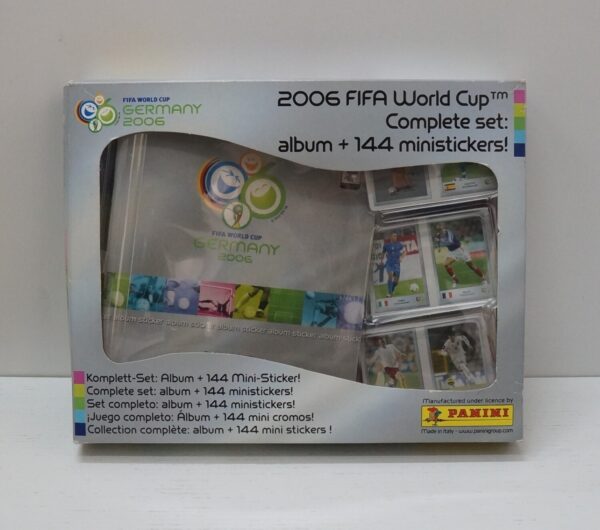 FIFA WORLD CUP
GERMANY
2006
2006 FIFA World Cup™
Complete set:
album + 144 ministickers!
FIFA WORLD CUP
GERMANY
2006
album sticker album sticker album sticker album sticker album sticker
Komplett-Set: Album + 144 Mini-Sticker!
Complete set: album + 144 ministickers!
Set completo: album + 144 ministickers!
¡Juego completo: Álbum + 144 mini cromos!
Collection complète: album + 144 mini stickers !
Manufactured under licence by
PANINI
Made in Italy - www.paninigroup.com